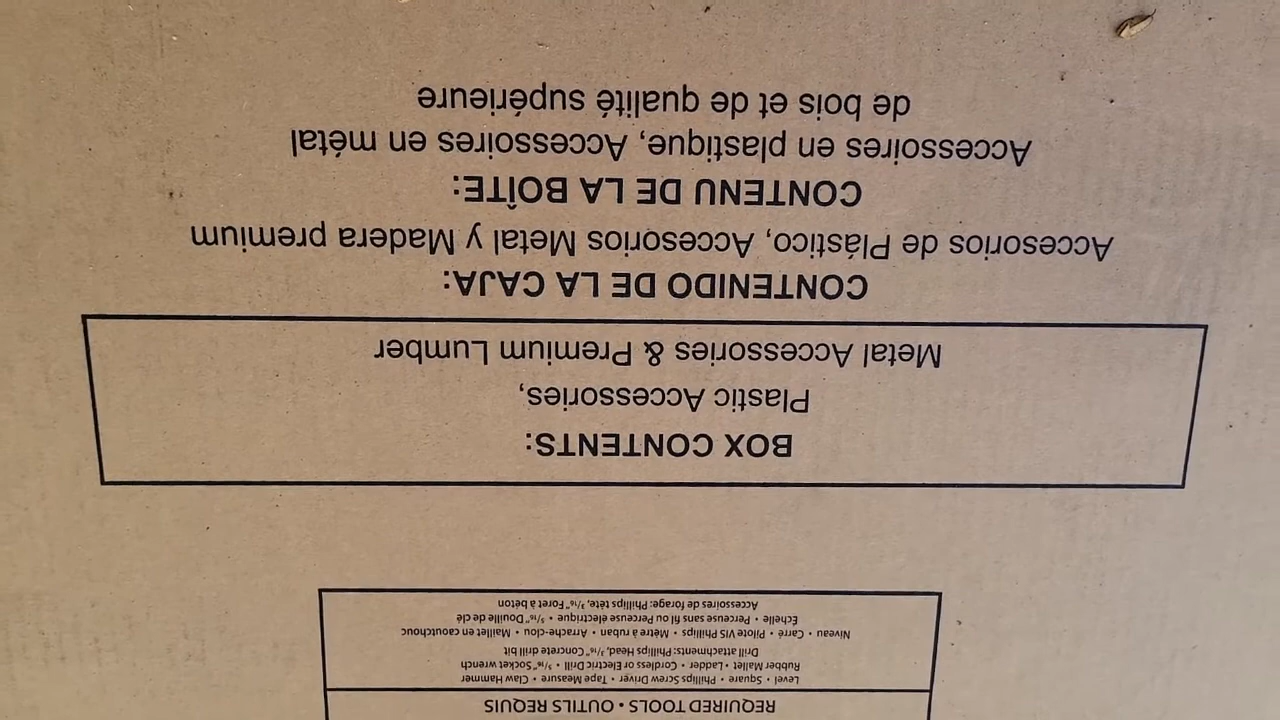 REQUIRED TOOLS • OUTILS REQUIS
Level • Square • Phillips Screw Driver • Tape Measure • Claw Hammer
Rubber Mallet • Ladder • Cordless or Electric Drill • 5/16" Socket wrench
Drill attachments: Phillips Head, 3/16" Concrete drill bit
Niveau • Carré • Pilote VIS Phillips • Mètre à ruban • Arrache-clou • Maillet en caoutchouc
Echelle • Perceuse sans fil ou Perceuse électrique • 5/16" Douille de clé
Accessoires de forage: Phillips tête, 3/16" Foret à béton
BOX CONTENTS:
Plastic Accessories,
Metal Accessories & Premium Lumber
CONTENIDO DE LA CAJA:
Accesorios de Plástico, Accesorios Metal y Madera premium
CONTENU DE LA BOÎTE:
Accessoires en plastique, Accessoires en métal
de bois et de qualité supérieure